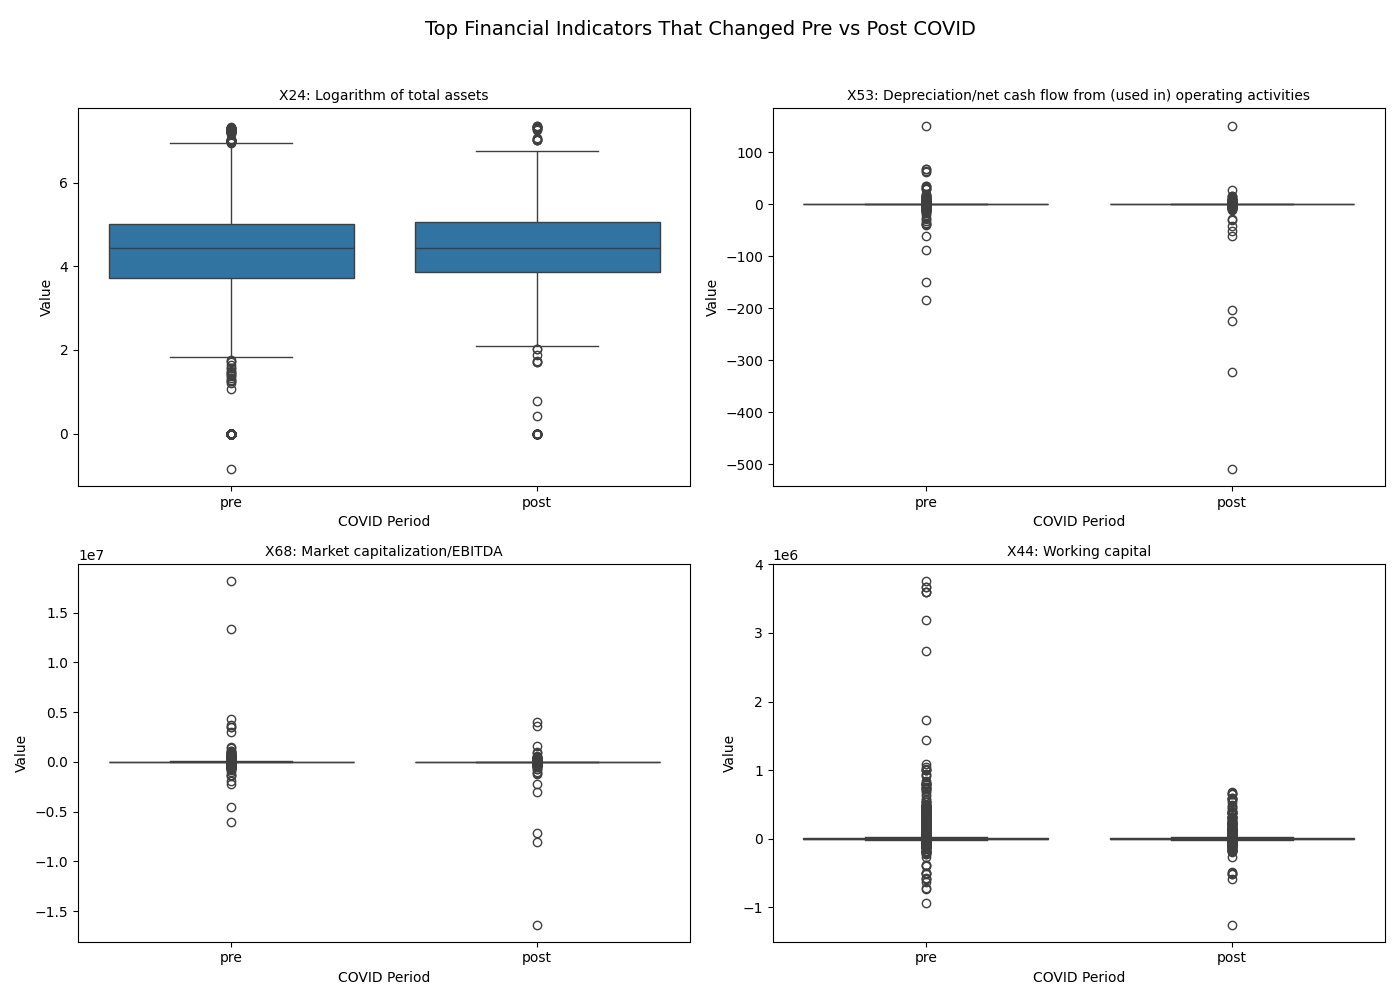 Top Financial Indicators That Changed Pre vs Post COVID
X24: Logarithm of total assets
Value
6
4
2
0
pre
post
COVID Period
X53: Depreciation/net cash flow from (used in) operating activities
Value
100
0
−100
−200
−300
−400
−500
pre
post
COVID Period
X68: Market capitalization/EBITDA
1e7
Value
1.5
1.0
0.5
0.0
−0.5
−1.0
−1.5
pre
post
COVID Period
X44: Working capital
1e6
Value
4
3
2
1
0
−1
pre
post
COVID Period